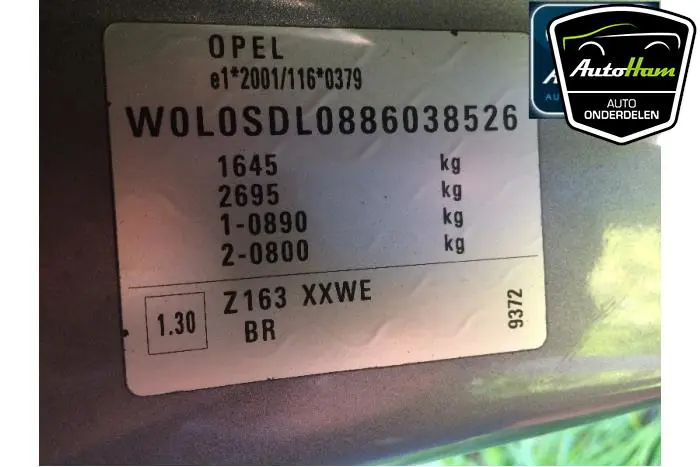 OPEL
e1*2001/116*0379
W0L0SDL0886038526
1645 kg
2695 kg
1-0890 kg
2-0800 kg
1.30 Z163 XXWE
BR
9372
AutoHam
AUTO
ONDERDELEN